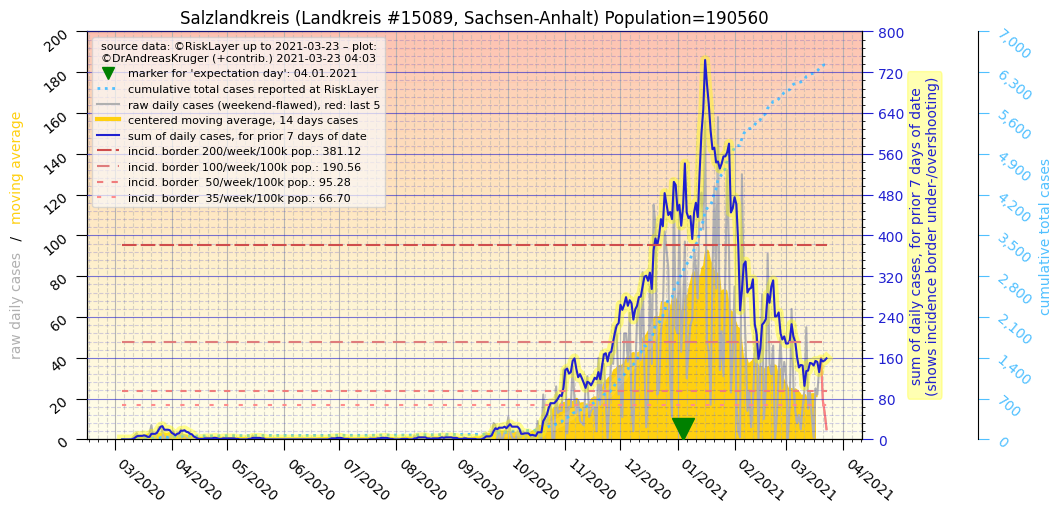 Salzlandkreis (Landkreis #15089, Sachsen-Anhalt) Population=190560
source data: ©RiskLayer up to 2021-03-23 – plot:
©DrAndreasKruger (+contrib.) 2021-03-23 04:03
marker for 'expectation day': 04.01.2021
cumulative total cases reported at RiskLayer
raw daily cases (weekend-flawed), red: last 5
centered moving average, 14 days cases
sum of daily cases, for prior 7 days of date
incid. border 200/week/100k pop.: 381.12
incid. border 100/week/100k pop.: 190.56
incid. border  50/week/100k pop.: 95.28
incid. border  35/week/100k pop.: 66.70
raw daily cases / moving average
200
180
160
140
120
100
80
60
40
20
0
03/2020
04/2020
05/2020
06/2020
07/2020
08/2020
09/2020
10/2020
11/2020
12/2020
01/2021
02/2021
03/2021
04/2021
800
720
640
560
480
400
320
240
160
80
0
sum of daily cases, for prior 7 days of date
(shows incidence border under-/overshooting)
7,000
6,300
5,600
4,900
4,200
3,500
2,800
2,100
1,400
700
0
cumulative total cases